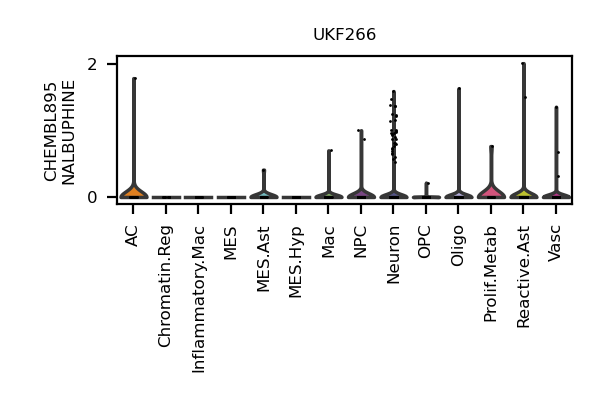 UKF266
CHEMBL895
NALBUPHINE
2
0
AC
Chromatin.Reg
Inflammatory.Mac
MES
MES.Ast
MES.Hyp
Mac
NPC
Neuron
OPC
Oligo
Prolif.Metab
Reactive.Ast
Vasc